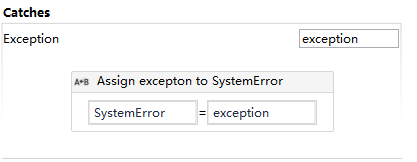 Catches
Exception exception
A+B Assign excepton to SystemError
SystemError = exception